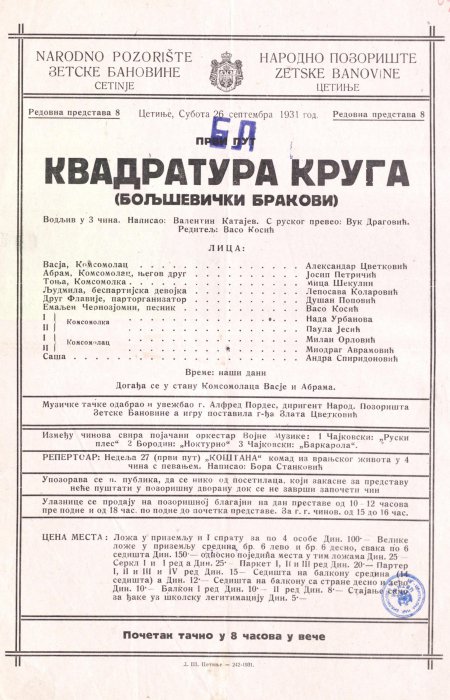 NARODNO POZORIŠTE
ЗЕТСКЕ БАНОВИНЕ
CETINJE
НАРОДНО ПОЗОРИШТЕ
ZETSKE BANOVINE
ЦЕТИЊЕ
Редовна представа 8
Цетиње, Субота 26 септембра 1931 год.
Редовна представа 8
БЛ
ПРВИ ПУТ
КВАДРАТУРА КРУГА
(БОЉШЕВИЧКИ БРАКОВИ)
Водвиљ у 3 чина. Написао: Валентин Катајев. С руског превео: Вук Драговић.
Редитељ: Васо Косић
ЛИЦА:
Васја, Комсомолац . . . Александар Цветковић
Абрам, Комсомолац, његов друг . . . Јосип Петричић
Тоња, Комсомолка . . . Мица Шекулин
Људмила, беспартијска девојка . . . Лепосава Коларовић
Друг Флавије, парторганизатор . . . Душан Поповић
Емаљен Чернозјомни, песник . . . Васо Косић
I | Комсомолка . . . Нада Урбанова
II | . . . Паула Јесић
I | Комсомолац . . . Милан Орловић
II | . . . Миодраг Аврамовић
Саша . . . Андра Спиридоновић
Време: наши дани
Догађа се у стану Комсомолаца Васје и Абрама.
Музичке тачке одабрао и увежбао г. Алфред Пордес, диригент Народ. Позоришта
Зетске Бановине а игру поставила г-ђа Злата Цветковић
Између чинова свира појачани оркестар Војне Музике: 1 Чајковски: „Руски
плес" 2 Бородин: „Ноктурно" 3 Чајковски: „Баркарола".
РЕПЕРТОАР: Недеља 27 (први пут) „КОШТАНА" комад из врањског живота у 4
чина с певањем. Написао: Бора Станковић
Упозорава се п. публика, да се нико од посетилаца, који закасне за представу
неће пуштати у позоришну дворану док се не заврши започети чин
Улазнице се продају на позоришној благајни на дан преставе од 10—12 часова
пре подне и од 18 час. по подне до почетка представе. За г. г. чинов. од 15 до 16 час.
ЦЕНА МЕСТА: Ложа у приземљу и I спрату за по 4 особе Дин. 100·— Велике
ложе у приземљу средина бр. 6 лево и бр. 6 десно, свака по 6
седишта Дин. 150·— односно појединa места у тим ложама Дин. 25—
Серкл I и I ред а Дин. 25·— Паркет I, II и III ред Дин. 20·— Партер
I, II и III и IV ред Дин. 15— Седишта на балкону средина (14
седишта) а Дин. 12·— Седишта на балкону са стране десно и лево
Дин. 10·— Балкон I ред Дин. 10·— II ред Дин. 8·— Стајање само
за ђаке уз школску легитимацију Дин. 5·—
Почетак тачно у 8 часова у вече
Д. Ш. Цетиње — 242-1931.